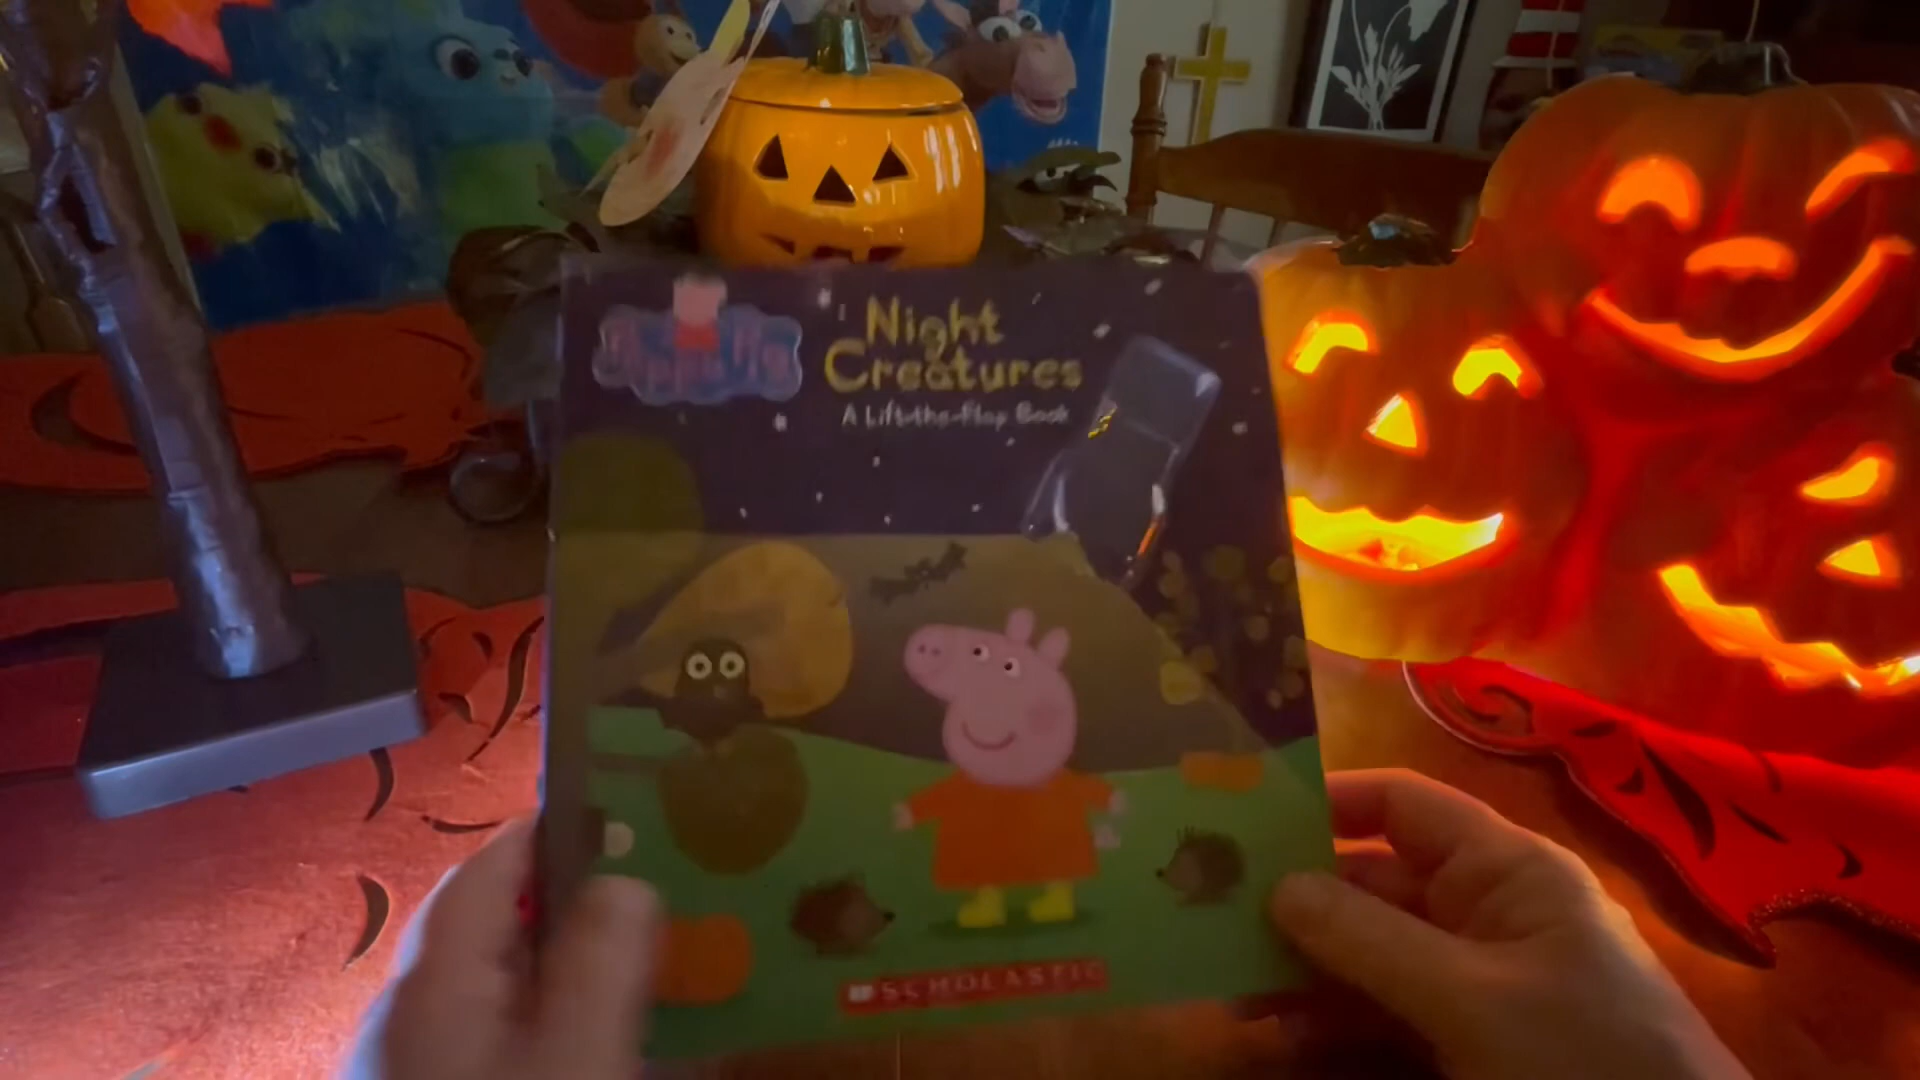 Peppa Pig
Night
Creatures
A Lift-the-Flap Book
SCHOLASTIC